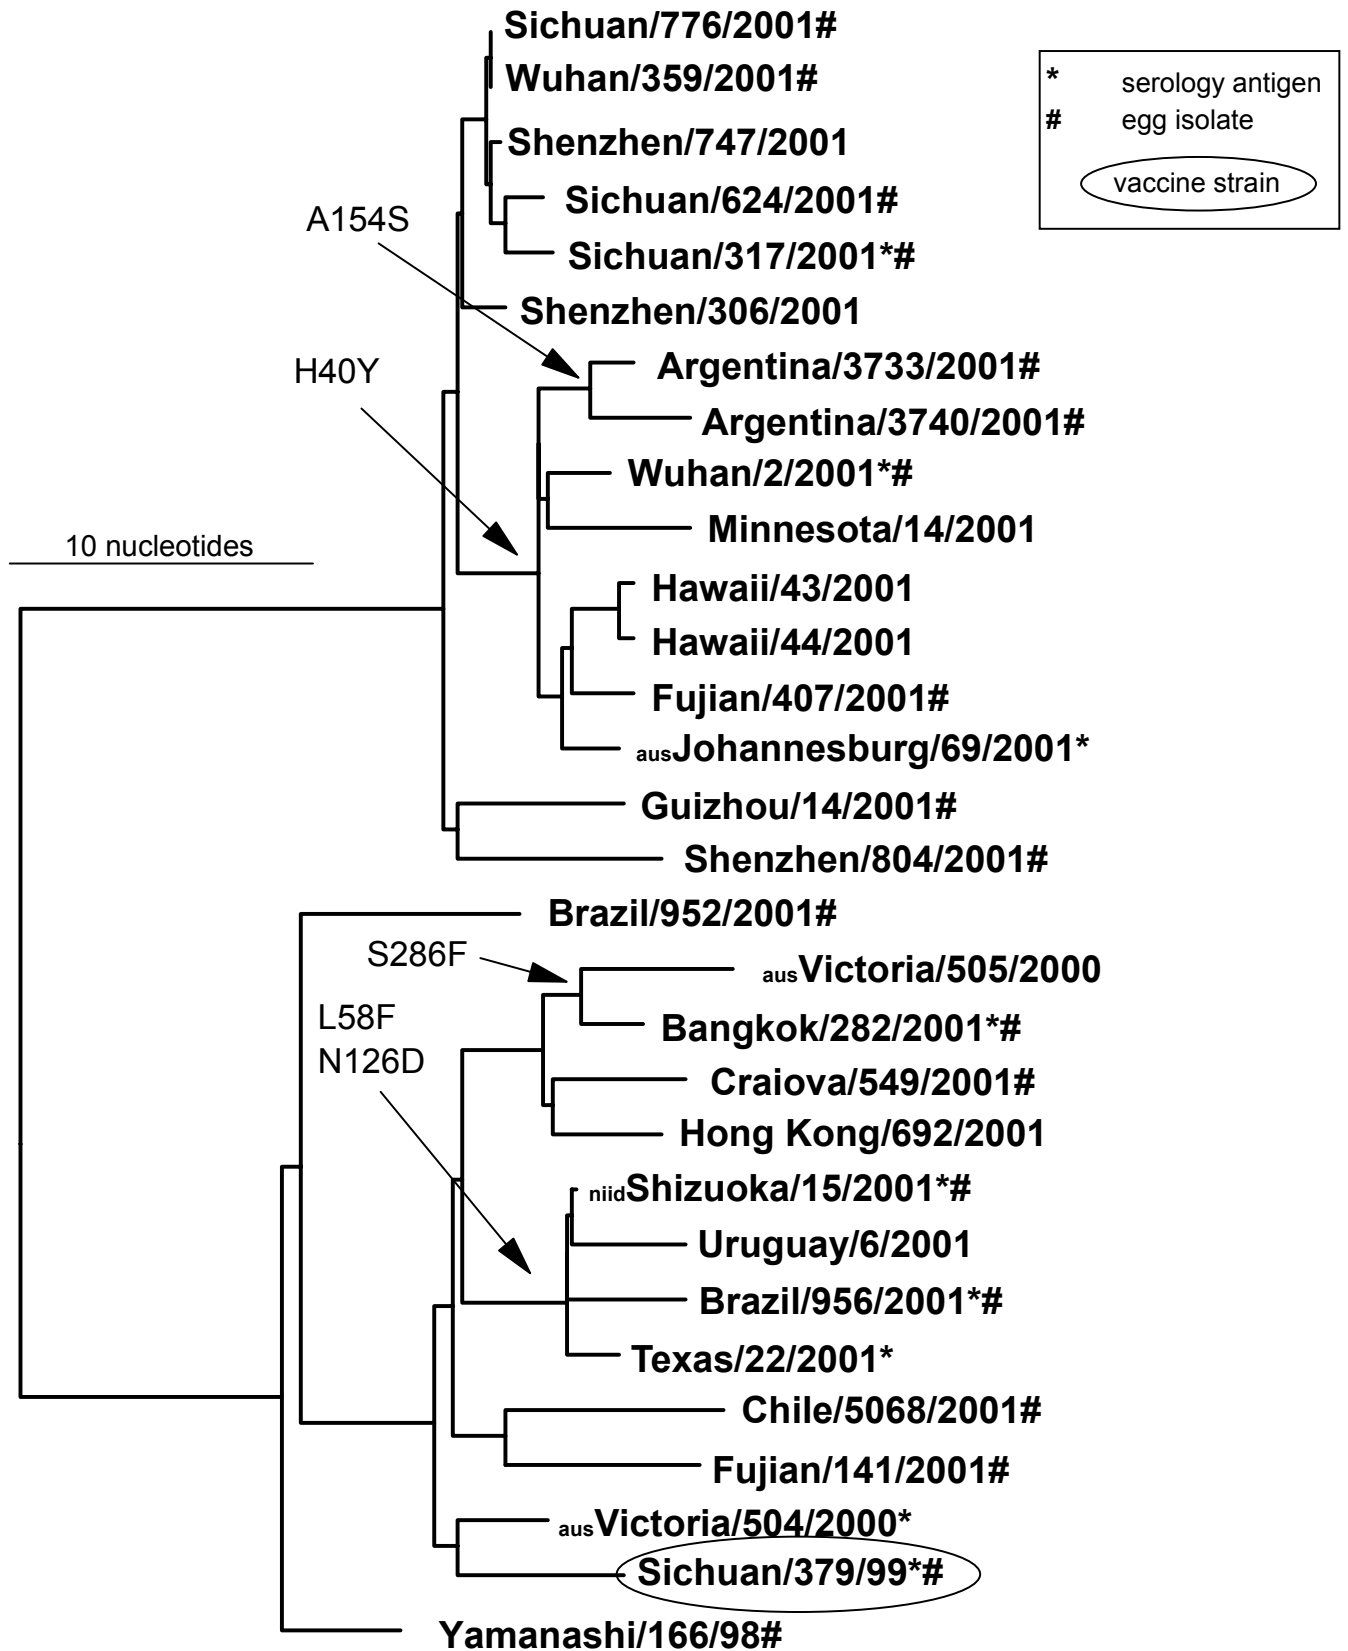 Sichuan/776/2001#
Wuhan/359/2001#
* serology antigen
# egg isolate
vaccine strain
Shenzhen/747/2001
Sichuan/624/2001#
A154S
Sichuan/317/2001*#
Shenzhen/306/2001
H40Y
Argentina/3733/2001#
Argentina/3740/2001#
Wuhan/2/2001*#
Minnesota/14/2001
10 nucleotides
Hawaii/43/2001
Hawaii/44/2001
Fujian/407/2001#
ausJohannesburg/69/2001*
Guizhou/14/2001#
Shenzhen/804/2001#
Brazil/952/2001#
S286F
ausVictoria/505/2000
L58F
N126D
Bangkok/282/2001*#
Craiova/549/2001#
Hong Kong/692/2001
niidShizuoka/15/2001*#
Uruguay/6/2001
Brazil/956/2001*#
Texas/22/2001*
Chile/5068/2001#
Fujian/141/2001#
ausVictoria/504/2000*
Sichuan/379/99*#
Yamanashi/166/98#